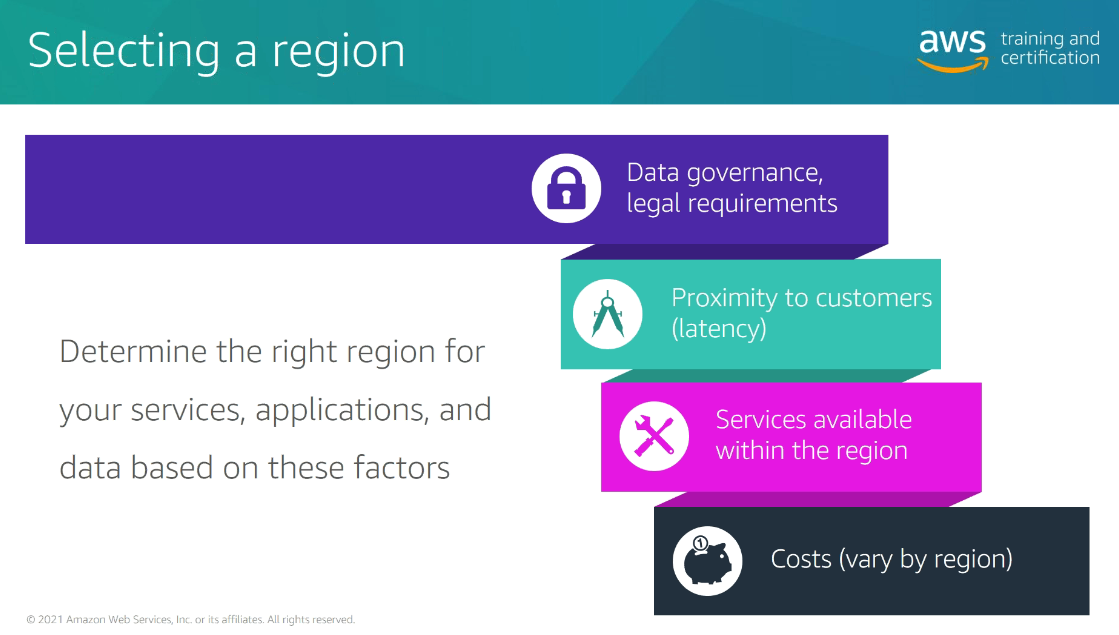 Selecting a region
aws training and
certification
Data governance,
legal requirements
Proximity to customers
(latency)
Determine the right region for
your services, applications, and
data based on these factors
Services available
within the region
1
Costs (vary by region)
© 2021 Amazon Web Services, Inc. or its affiliates. All rights reserved.